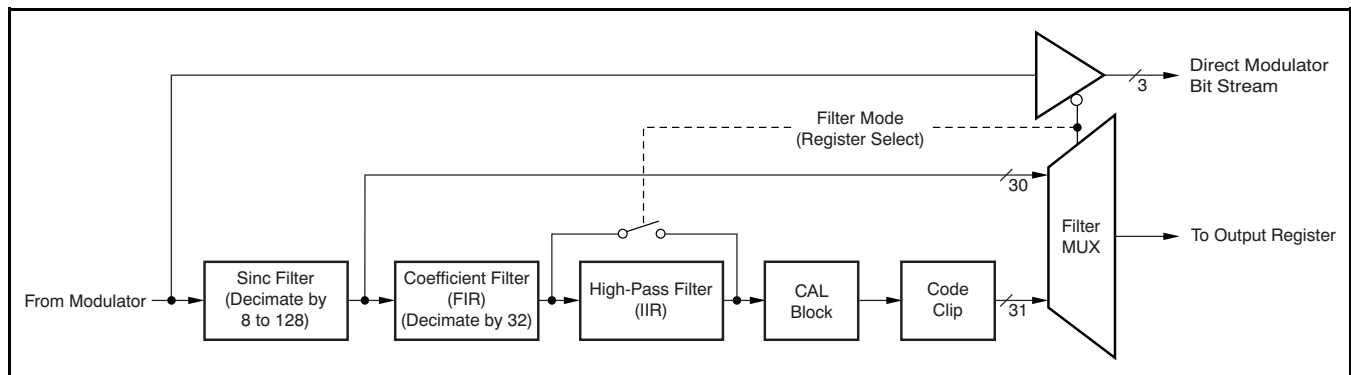 Direct Modulator
Bit Stream
3
Filter Mode
(Register Select)
30
Filter
MUX
To Output Register
From Modulator
Sinc Filter
(Decimate by
8 to 128)
Coefficient Filter
(FIR)
(Decimate by 32)
High-Pass Filter
(IIR)
CAL
Block
Code
Clip
31